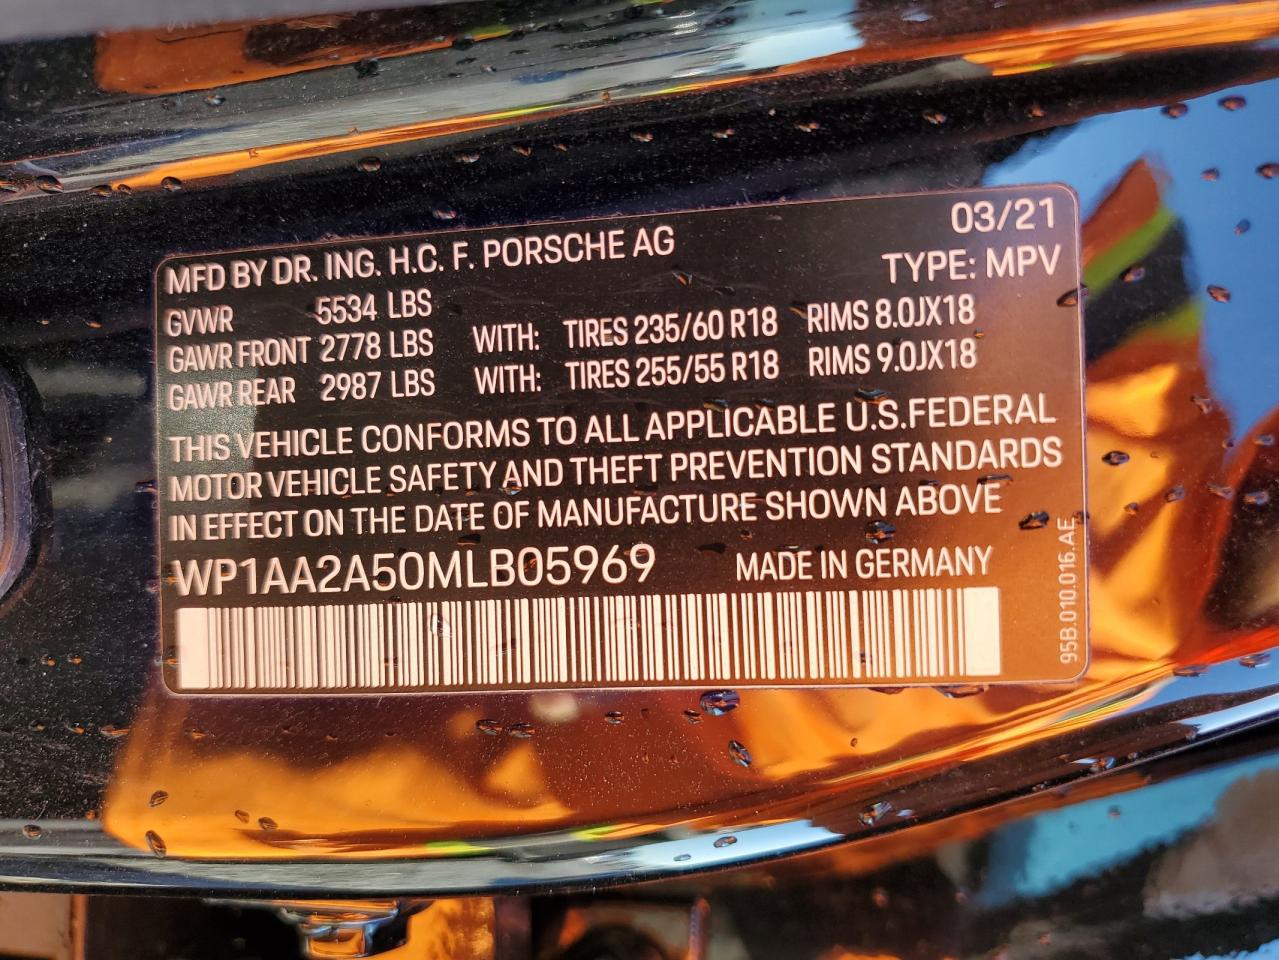 03/21
MFD BY DR. ING. H.C. F. PORSCHE AG TYPE: MPV
GVWR 5534 LBS
GAWR FRONT 2778 LBS WITH: TIRES 235/60 R18 RIMS 8.0JX18
GAWR REAR 2987 LBS WITH: TIRES 255/55 R18 RIMS 9.0JX18
THIS VEHICLE CONFORMS TO ALL APPLICABLE U.S.FEDERAL
MOTOR VEHICLE SAFETY AND THEFT PREVENTION STANDARDS
IN EFFECT ON THE DATE OF MANUFACTURE SHOWN ABOVE
WP1AA2A50MLB05969 MADE IN GERMANY
95B.010.016.AE